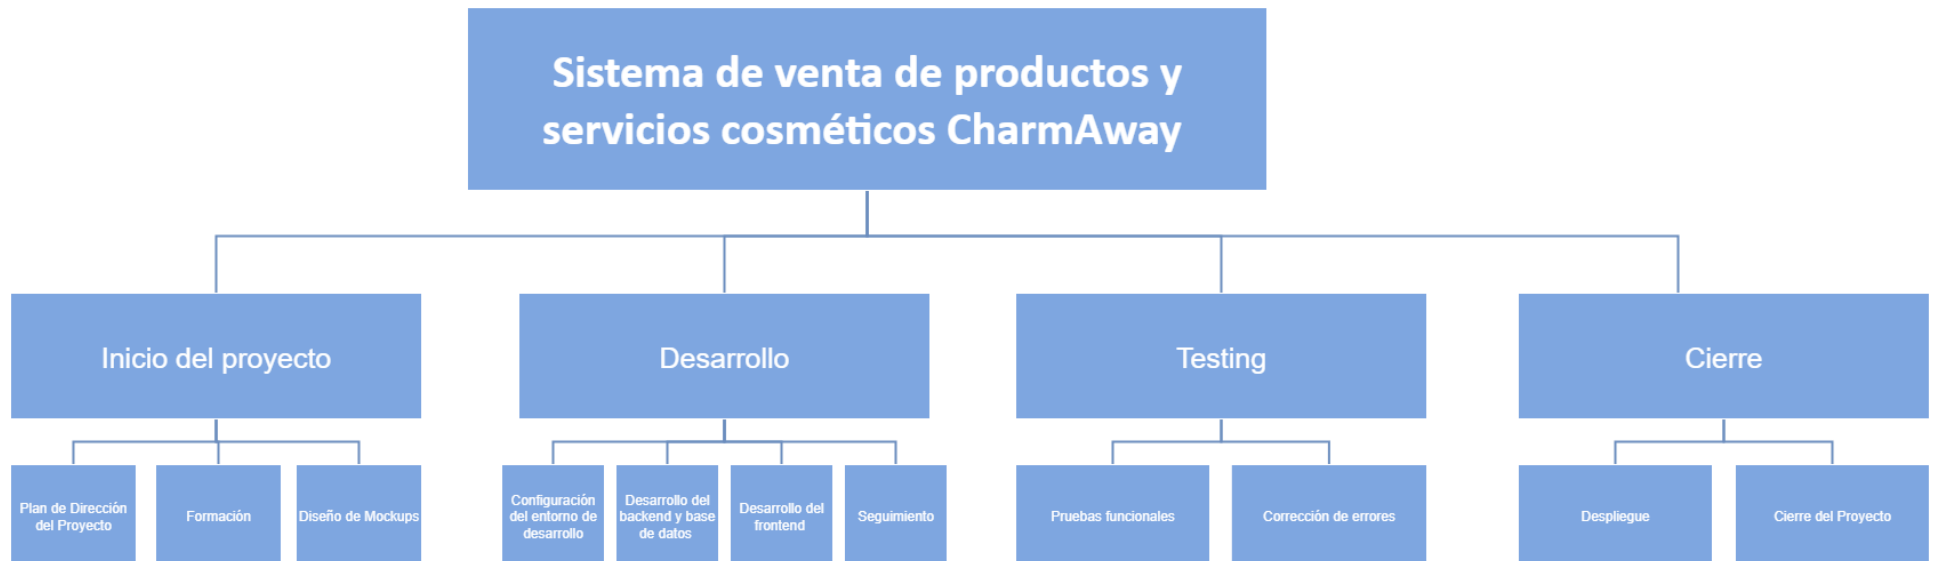 Sistema de venta de productos y
servicios cosméticos CharmAway
Inicio del proyecto
Desarrollo
Testing
Cierre
Plan de Dirección
del Proyecto
Formación
Diseño de Mockups
Configuración
del entorno de
desarrollo
Desarrollo del
backend y base
de datos
Desarrollo del
frontend
Seguimiento
Pruebas funcionales
Corrección de errores
Despliegue
Cierre del Proyecto